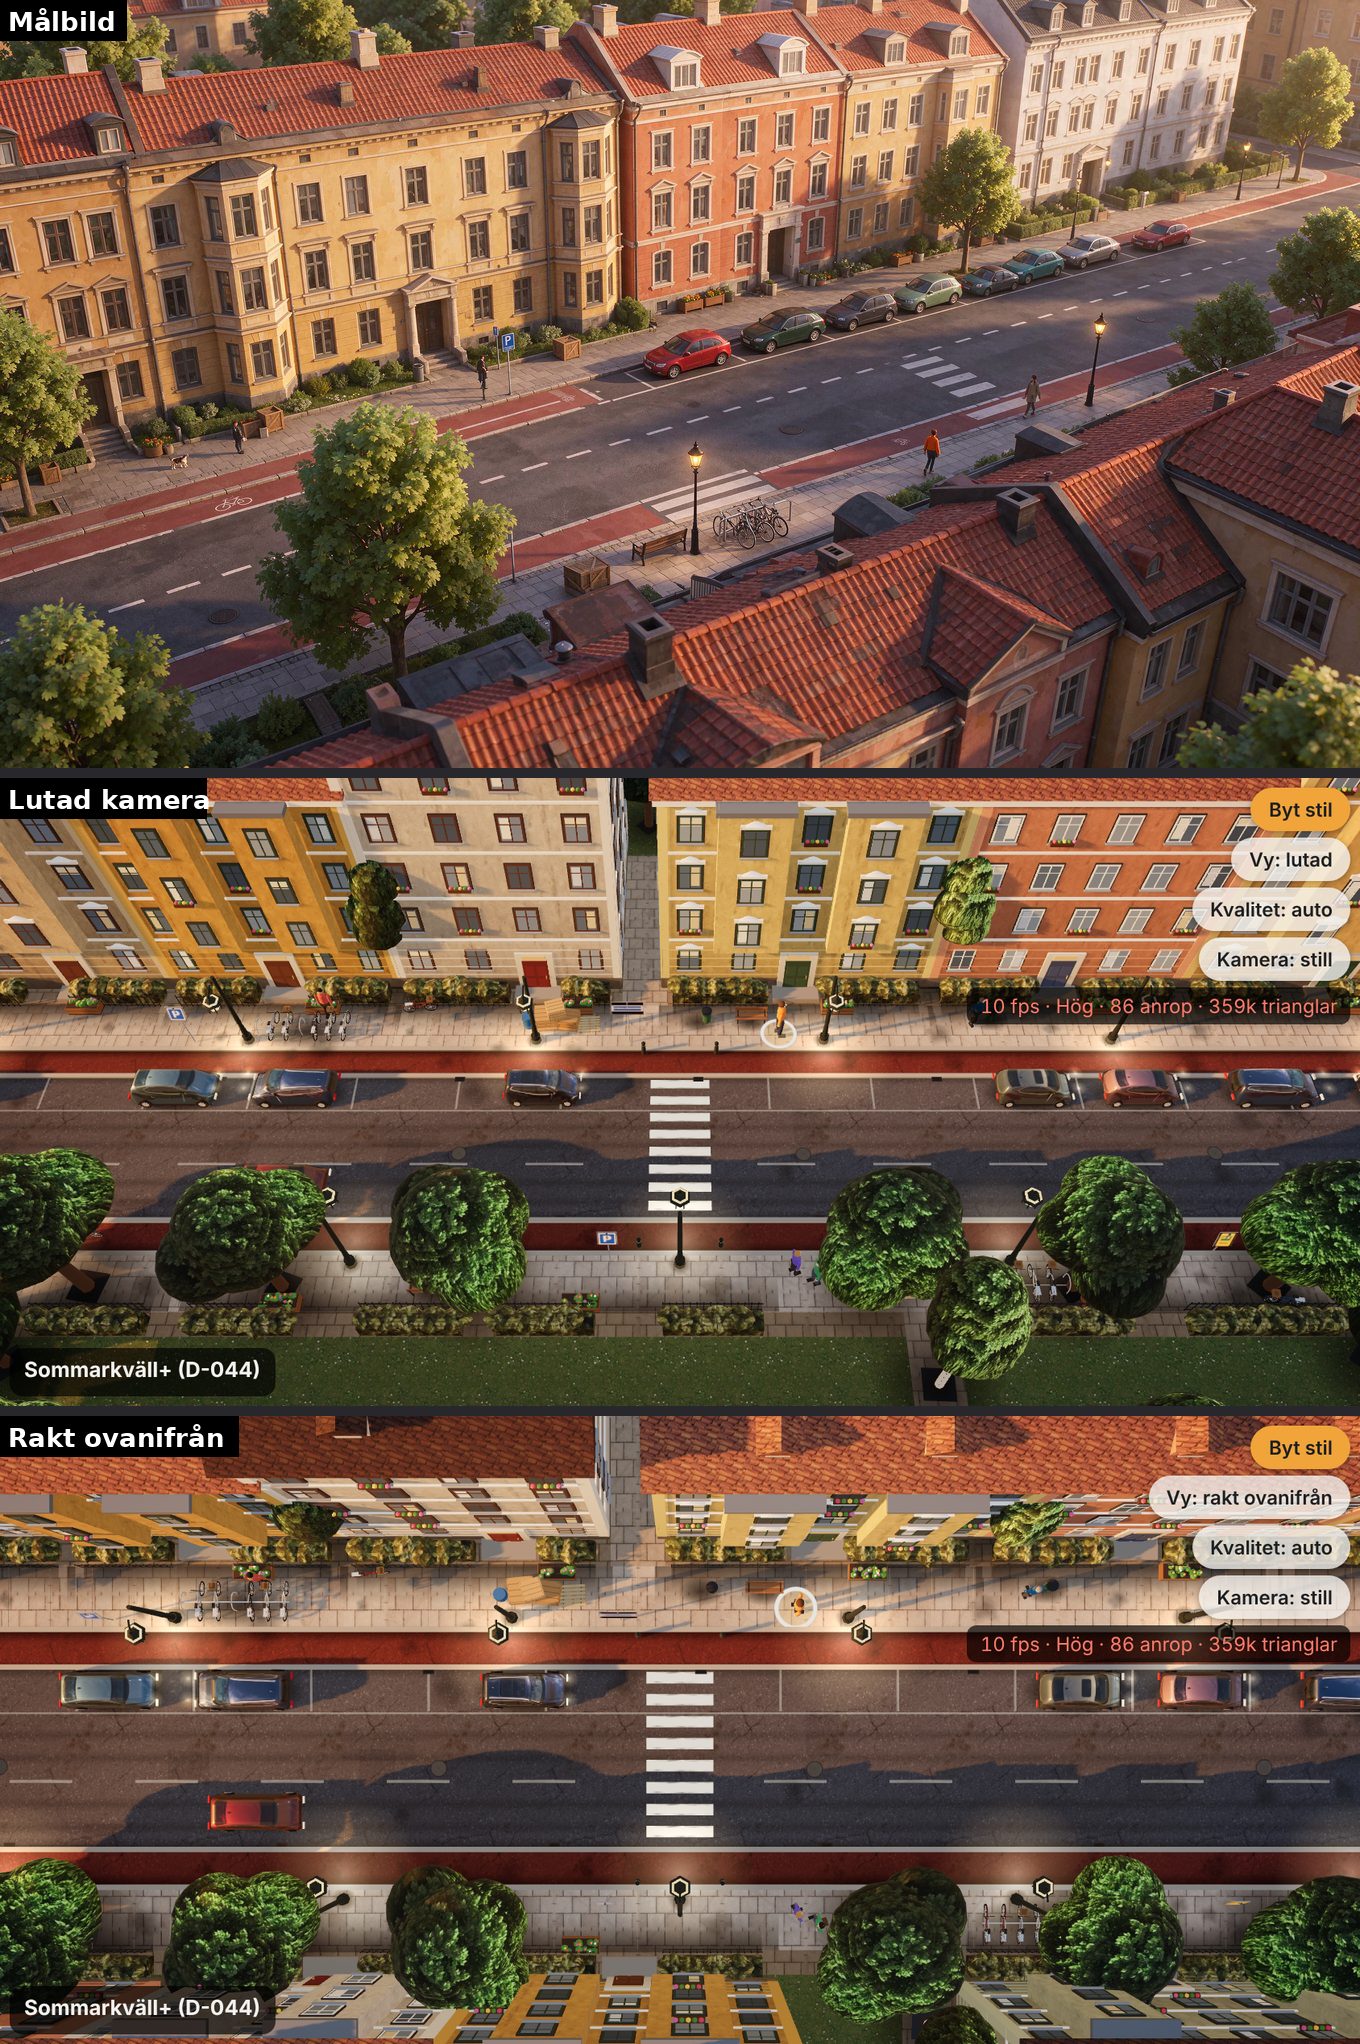 Målbild
P
Lutad kamera
Byt stil
Vy: lutad
Kvalitet: auto
Kamera: still
10 fps · Hög · 86 anrop · 359k trianglar
P
P
Sommarkväll+ (D-044)
Rakt ovanifrån
Byt stil
Vy: rakt ovanifrån
Kvalitet: auto
Kamera: still
10 fps · Hög · 86 anrop · 359k trianglar
Sommarkväll+ (D-044)